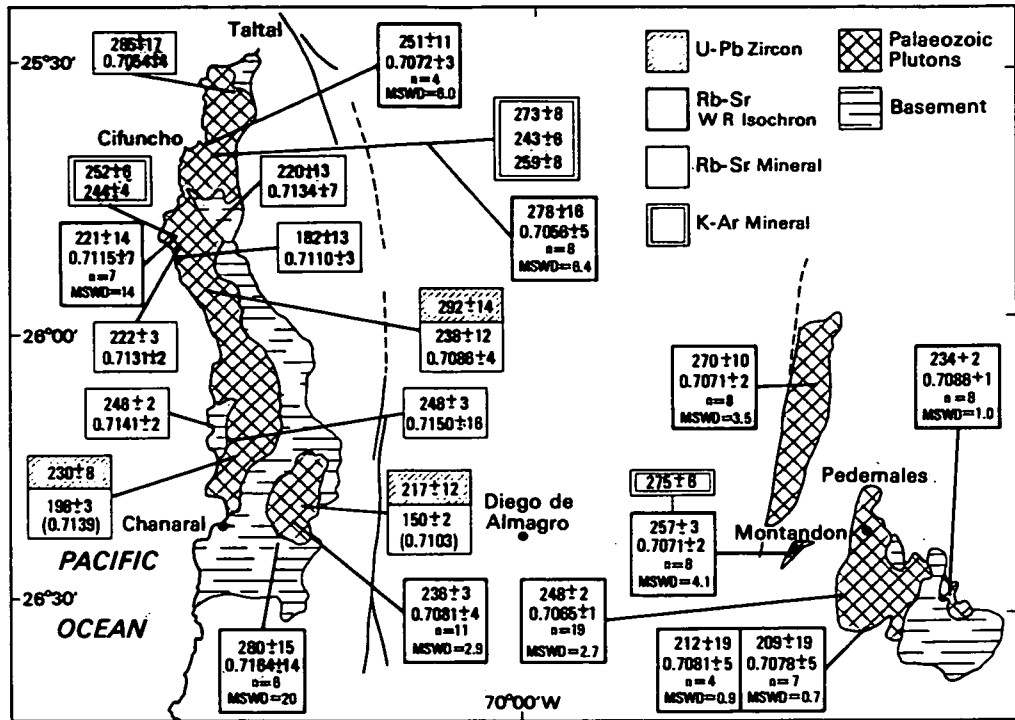 Taltal
25°30'
285±17
0.7054±4
251±11
0.7072±3
n=4
MSWD=6.0
U-Pb Zircon
Palaeozoic
Plutons
Rb-Sr
WR Isochron
Basement
Rb-Sr Mineral
K-Ar Mineral
Cifuncho
273±8
243±6
259±8
252±6
244±4
220±13
0.7134±7
278±16
0.7056±5
n=8
MSWD=6.4
221±14
0.7115±7
n=7
MSWD=14
182±13
0.7110±3
292±14
238±12
0.7086±4
26°00'
222±3
0.7131±2
270±10
0.7071±2
n=8
MSWD=3.5
234+2
0.7088+1
n=8
MSWD=1.0
248±2
0.7141±2
248±3
0.7150±16
230±8
198±3
(0.7139)
217±12
150±2
(0.7103)
Diego de
Almagro
Chanaral
275±6
257±3
0.7071±2
n=8
MSWD=4.1
Pedernales
Montandon
PACIFIC
OCEAN
26°30'
236±3
0.7081±4
n=11
MSWD=2.9
248±2
0.7065±1
n=19
MSWD=2.7
280±15
0.7164±14
n=6
MSWD=20
212±19
0.7081±5
n=4
MSWD=0.9
209±19
0.7078±5
n=7
MSWD=0.7
70°00'W